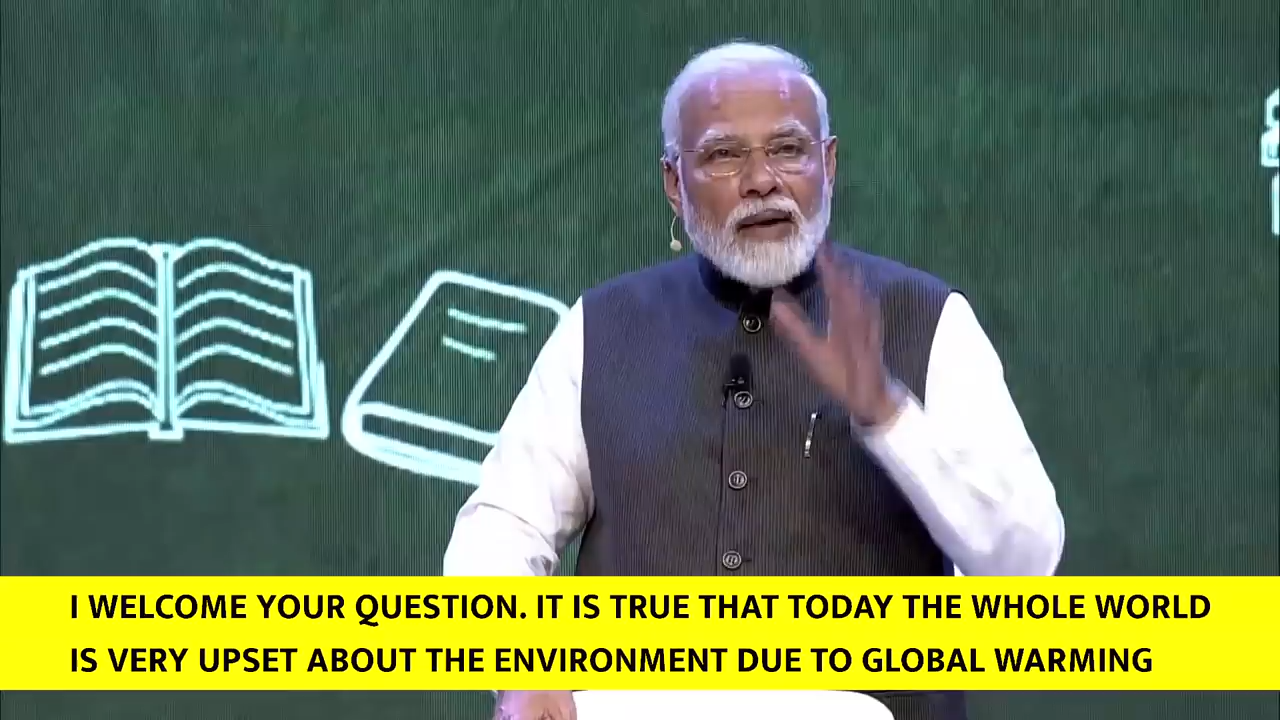 I WELCOME YOUR QUESTION. IT IS TRUE THAT TODAY THE WHOLE WORLD
IS VERY UPSET ABOUT THE ENVIRONMENT DUE TO GLOBAL WARMING